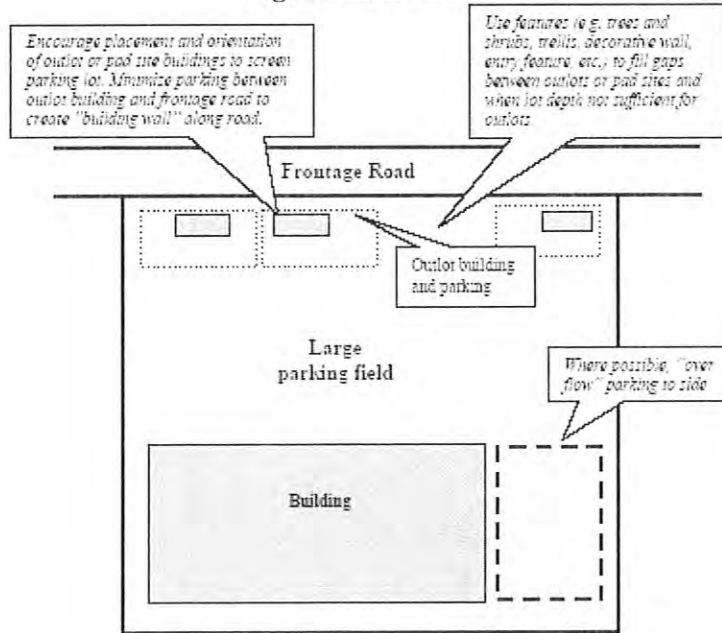 Encourage placement and orientation
of outlot or pad site buildings to screen
parking lot. Minimize parking between
outlot building and frontage road to
create "building wall" along road.
Use features (e.g. trees and
shrubs, trellis, decorative wall,
entry feature, etc.) to fill gaps
between outlots or pad sites and
when lot depth not sufficient for
outlots.
Frontage Road
Outlot building
and parking
Large
parking field
Where possible, "over
flow" parking to side
Building